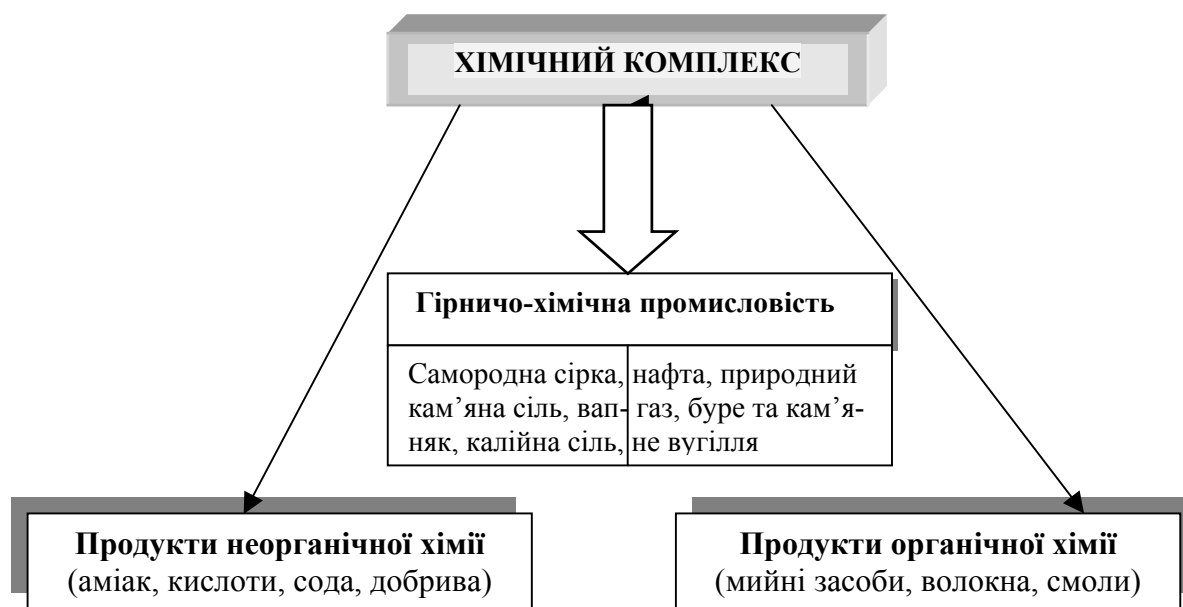 ХІМІЧНИЙ КОМПЛЕКС
Гірничо-хімічна промисловість
Самородна сірка,
кам’яна сіль, вап-
няк, калійна сіль,
нафта, природний
газ, буре та кам’я-
не вугілля
Продукти неорганічної хімії
(аміак, кислоти, сода, добрива)
Продукти органічної хімії
(мийні засоби, волокна, смоли)